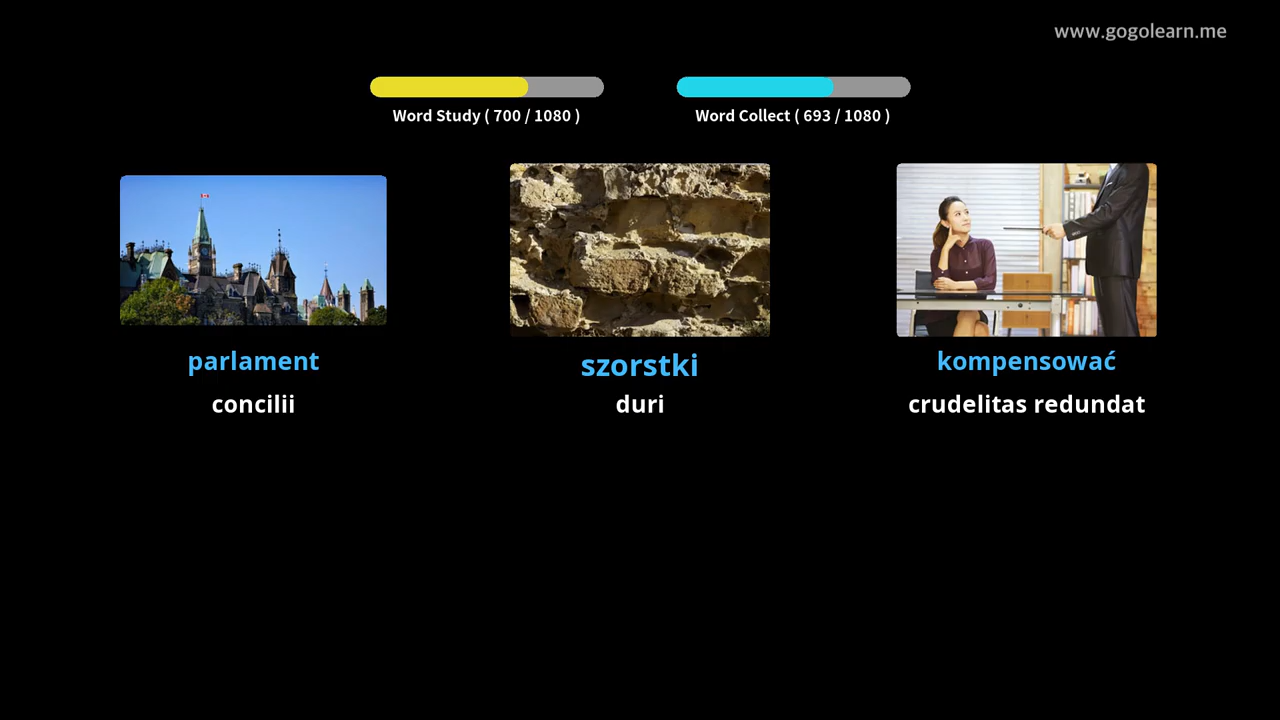 www.gogolearn.me
Word Study ( 700 / 1080 )
Word Collect ( 693 / 1080 )
parlament
szorstki
kompensować
concilii
duri
crudelitas redundat